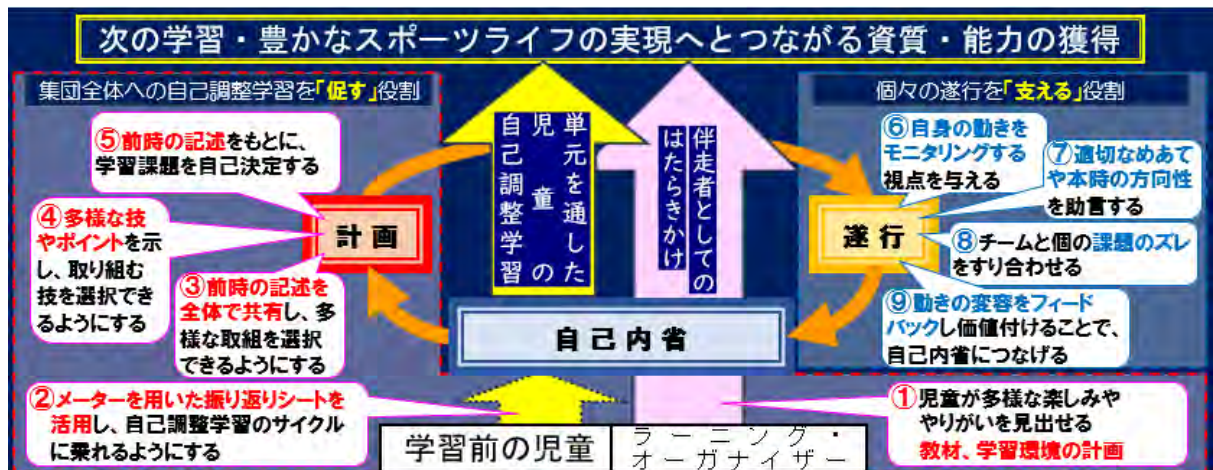 次の学習・豊かなスポーツライフの実現へとつながる資質・能力の獲得
集団全体への自己調整学習を「促す」役割
⑤前時の記述をもとに、
学習課題を自己決定する
④多様な技
やポイントを示
し、取り組む
技を選択でき
るようにする
計画
③前時の記述を
全体で共有し、多
様な取組を選択
できるようにする
②メーターを用いた振り返りシートを
活用し、自己調整学習のサイクル
に乗れるようにする
単元を通した
児童の
自己調整学習
伴走者としての
はたらきかけ
自己内省
学習前の児童
ラーニング・
オーガナイザー
個々の遂行を「支える」役割
⑥自身の動きを
モニタリングする
視点を与える
⑦適切なめあて
や本時の方向性
を助言する
遂行
⑧チームと個の課題のズレ
をすり合わせる
⑨動きの変容をフィード
バックし価値付けることで、
自己内省につなげる
①児童が多様な楽しみや
やりがいを見出せる
教材、学習環境の計画